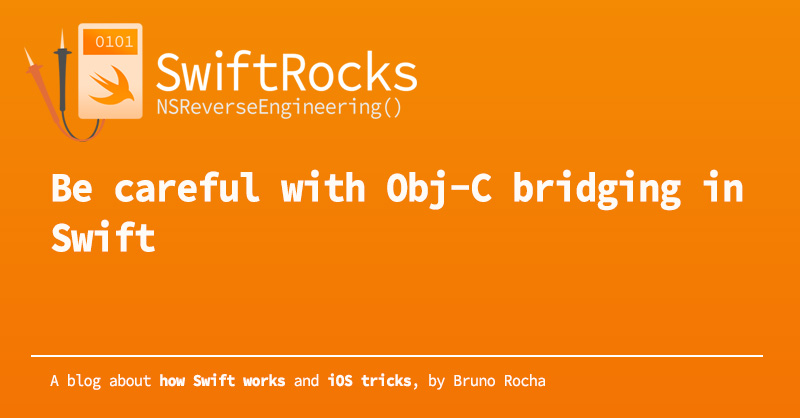 0101
SwiftRocks
NSReverseEngineering()
Be careful with Obj-C bridging in
Swift
A blog about how Swift works and iOS tricks, by Bruno Rocha